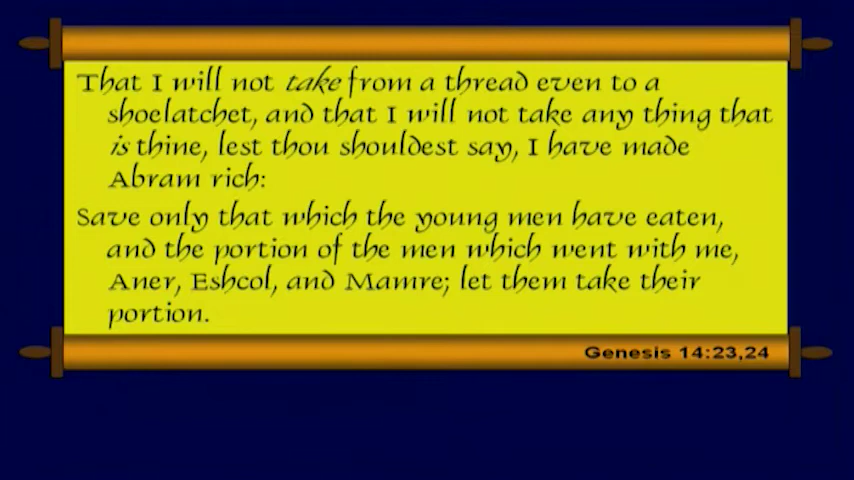 That I will not take from a thread even to a
shoelatchet, and that I will not take any thing that
is thine, lest thou shouldest say, I have made
Abram rich:
Save only that which the young men have eaten,
and the portion of the men which went with me,
Aner, Eshcol, and Mamre; let them take their
portion.
Genesis 14:23,24